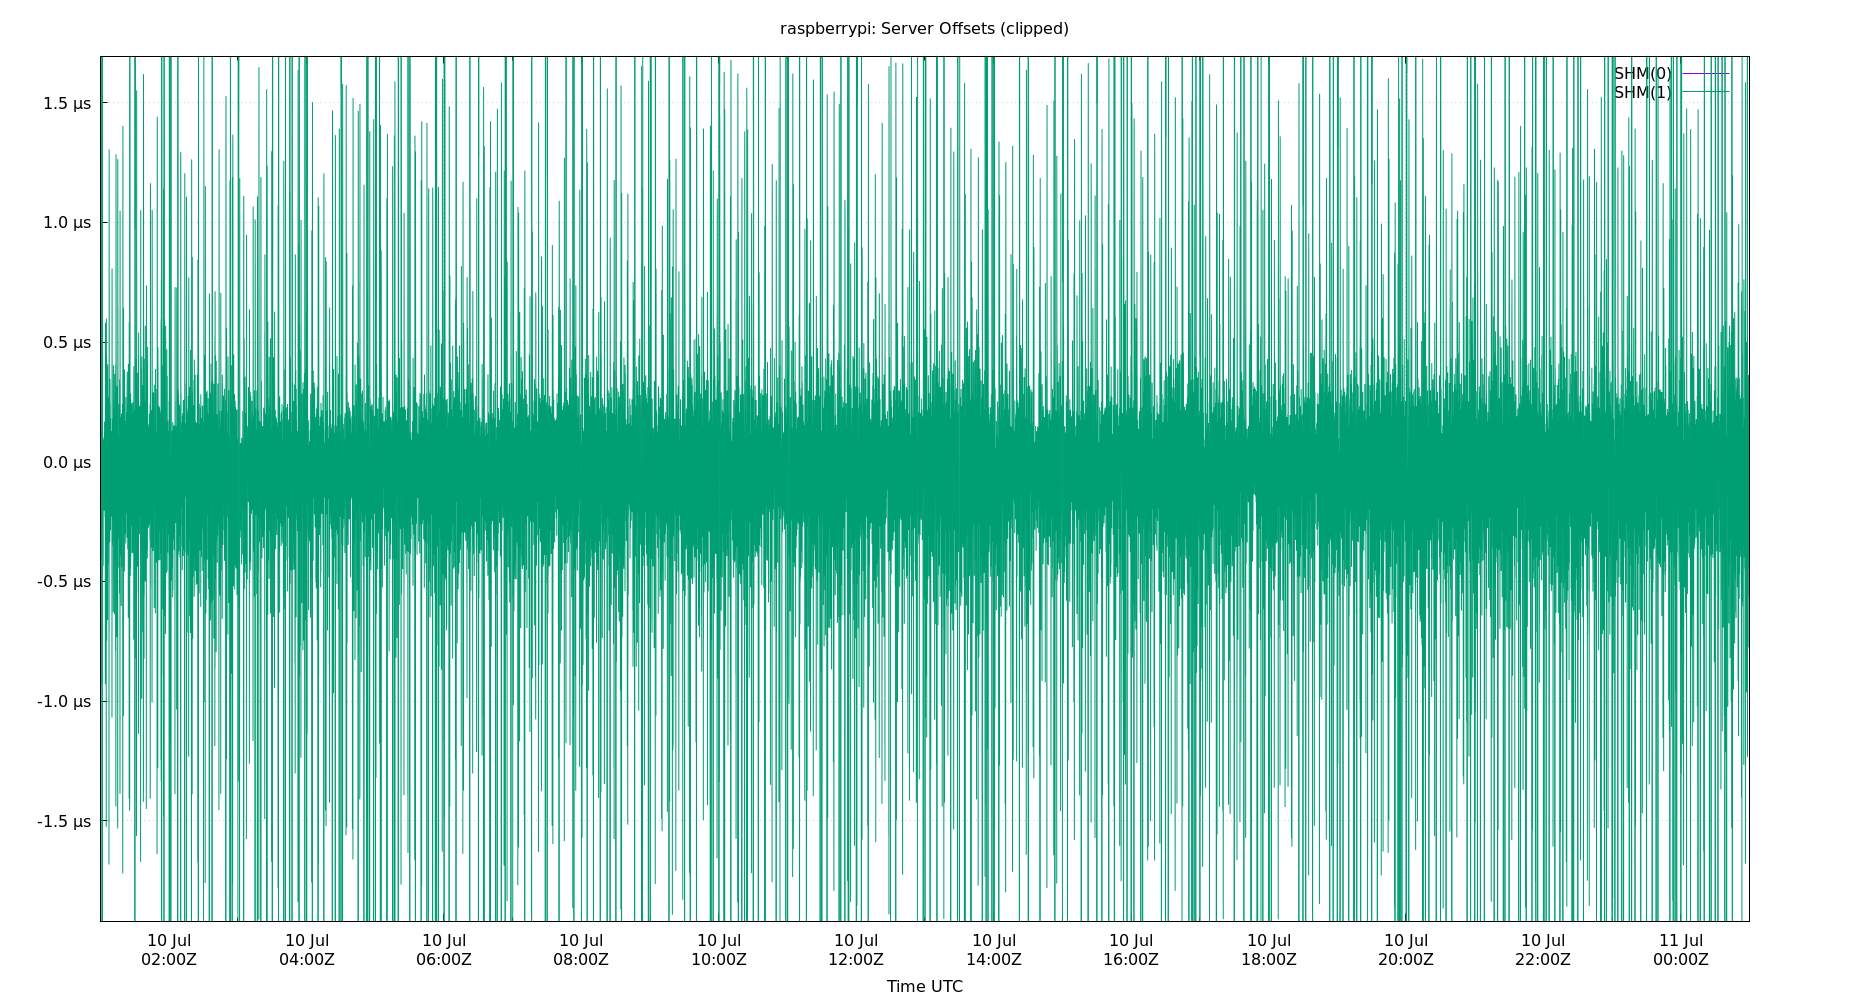 raspberrypi: Server Offsets (clipped)
SHM(0)
SHM(1)
1.5 µs
1.0 µs
0.5 µs
0.0 µs
-0.5 µs
-1.0 µs
-1.5 µs
10 Jul 10 Jul 10 Jul 10 Jul 10 Jul 10 Jul 10 Jul 10 Jul 10 Jul 10 Jul 10 Jul 11 Jul
02:00Z 04:00Z 06:00Z 08:00Z 10:00Z 12:00Z 14:00Z 16:00Z 18:00Z 20:00Z 22:00Z 00:00Z
Time UTC